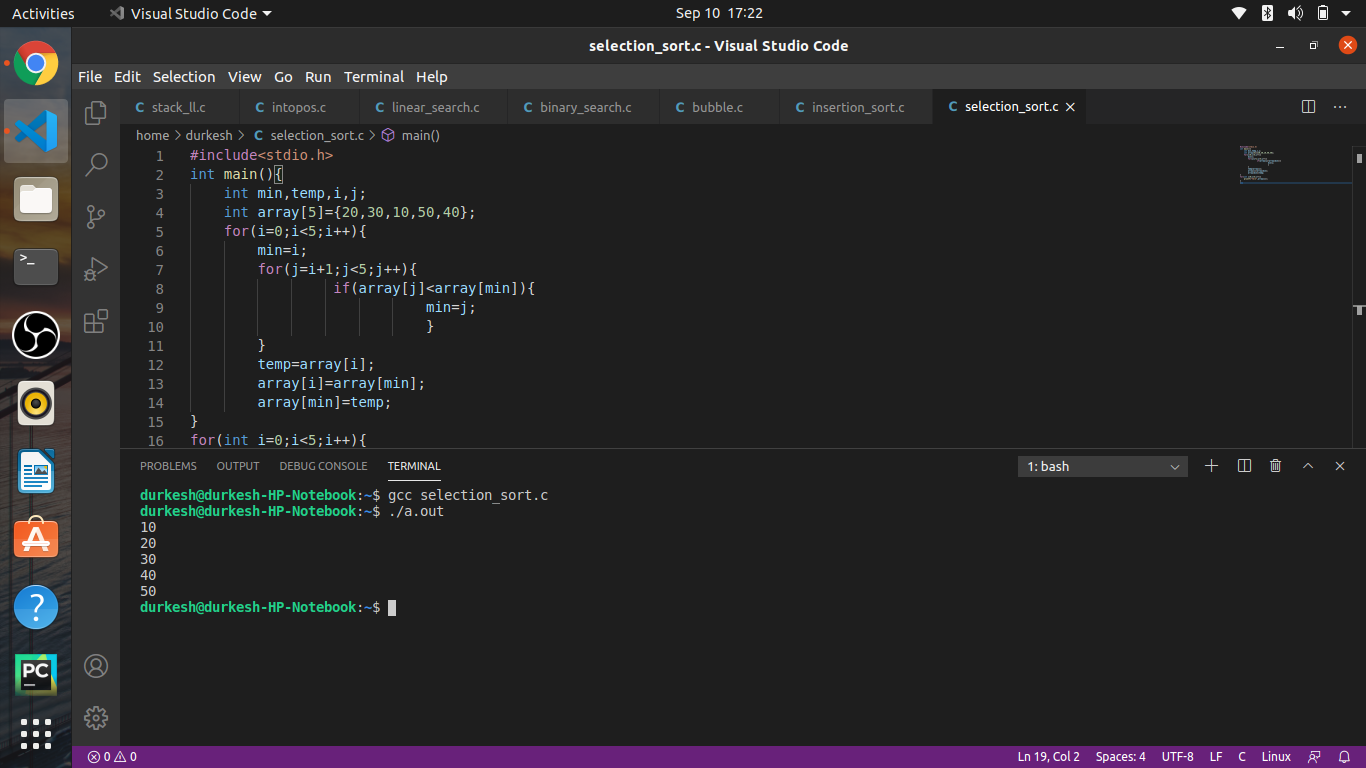 Activities Visual Studio Code Sep 10 17:22
selection_sort.c - Visual Studio Code
File Edit Selection View Go Run Terminal Help
C stack_ll.c C intopos.c C linear_search.c C binary_search.c C bubble.c C insertion_sort.c C selection_sort.c
home > durkesh > C selection_sort.c > main()
1 #include<stdio.h>
2 int main(){
3     int min,temp,i,j;
4     int array[5]={20,30,10,50,40};
5     for(i=0;i<5;i++){
6         min=i;
7         for(j=i+1;j<5;j++){
8                  if(array[j]<array[min]){
9                             min=j;
10                            }
11        }
12        temp=array[i];
13        array[i]=array[min];
14        array[min]=temp;
15 }
16 for(int i=0;i<5;i++){
PROBLEMS OUTPUT DEBUG CONSOLE TERMINAL 1: bash
durkesh@durkesh-HP-Notebook:~$ gcc selection_sort.c
durkesh@durkesh-HP-Notebook:~$ ./a.out
10
20
30
40
50
durkesh@durkesh-HP-Notebook:~$
>_
?
PC
0 0 Ln 19, Col 2 Spaces: 4 UTF-8 LF C Linux